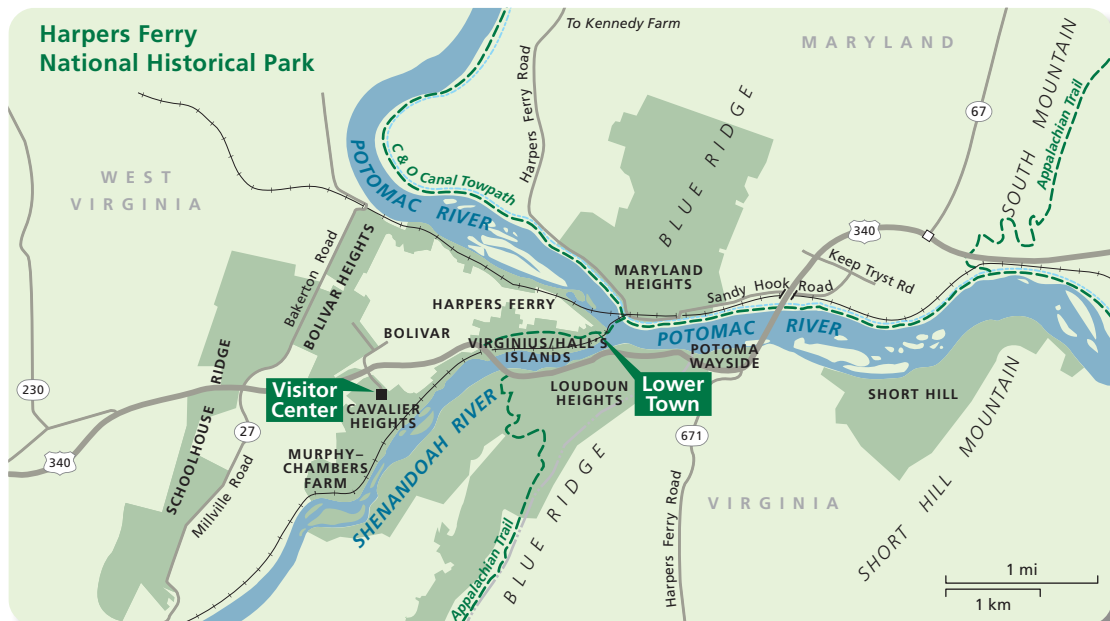 Harpers Ferry
National Historical Park
To Kennedy Farm
MARYLAND
SOUTH MOUNTAIN
Appalachian Trail
67
Harpers Ferry Road
BLUE RIDGE
C & O Canal Towpath
POTOMAC RIVER
WEST
VIRGINIA
340
Keep Tryst Rd
Bakerton Road
BOLIVAR HEIGHTS
MARYLAND
HEIGHTS
Sandy Hook Road
HARPERS FERRY
BOLIVAR
VIRGINIUS/HALL'S
ISLANDS
POTOMAC RIVER
POTOMA
WAYSIDE
SCHOOLHOUSE RIDGE
230
Visitor
Center
CAVALIER
HEIGHTS
LOUDOUN
HEIGHTS
Lower
Town
SHORT HILL
27
340
Millville Road
MURPHY–
CHAMBERS
FARM
SHENANDOAH RIVER
671
Harpers Ferry Road
VIRGINIA
SHORT HILL MOUNTAIN
BLUE RIDGE
Appalachian Trail
1 mi
1 km